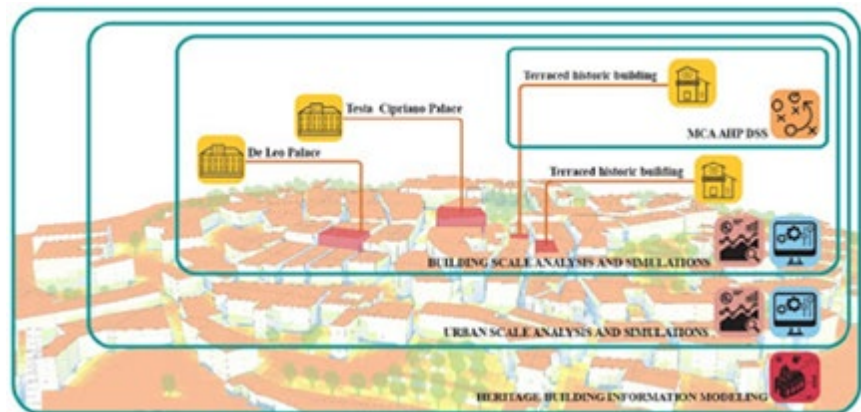 Terraced historic building
MCA AHP DSS
Testa Cipriano Palace
De Leo Palace
Terraced historic building
BUILDING SCALE ANALYSIS AND SIMULATIONS
URBAN SCALE ANALYSIS AND SIMULATIONS
HERITAGE BUILDING INFORMATION MODELING